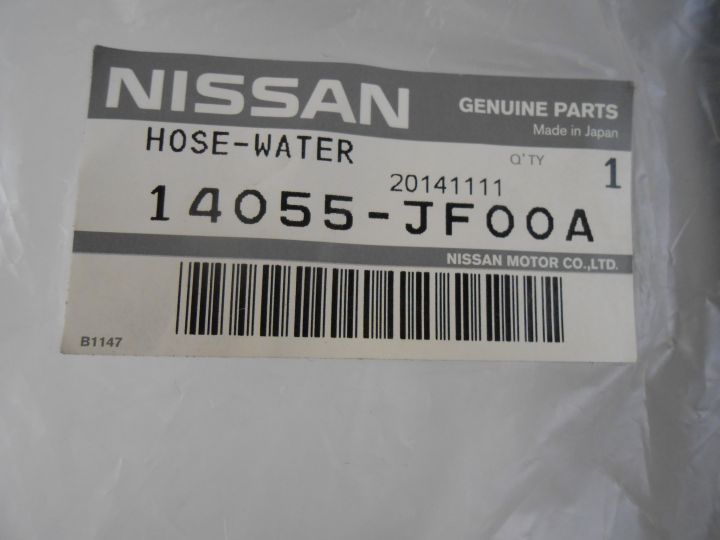 NISSAN GENUINE PARTS
Made in Japan
HOSE-WATER Q'TY 1
20141111
14055-JF00A
NISSAN MOTOR CO.,LTD.
B1147